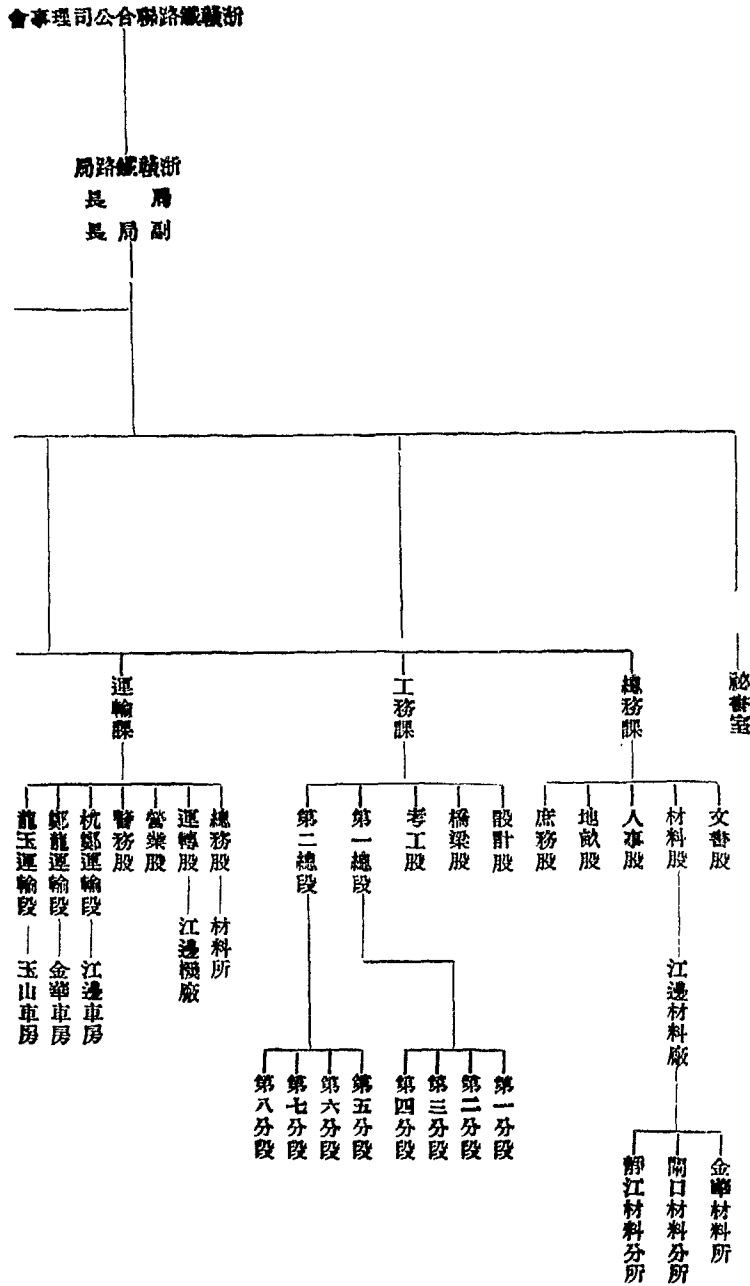 浙贛鐵路聯合公司理事會
浙贛鐵路局
局長
副局長
祕書室
總務課
工務課
運輸課
文書股
材料股
人事股
地畝股
庶務股
設計股
橋梁股
考工股
第一總段
第二總段
總務股
運轉股
營業股
醫務股
杭鄭運輸段
鄭龍運輸段
龍玉運輸段
材料所
江邊機廠
江邊車房
金華車房
玉山車房
江邊材料廠
第一分段
第二分段
第三分段
第四分段
第五分段
第六分段
第七分段
第八分段
金華材料所
閘口材料分所
靜江材料分所